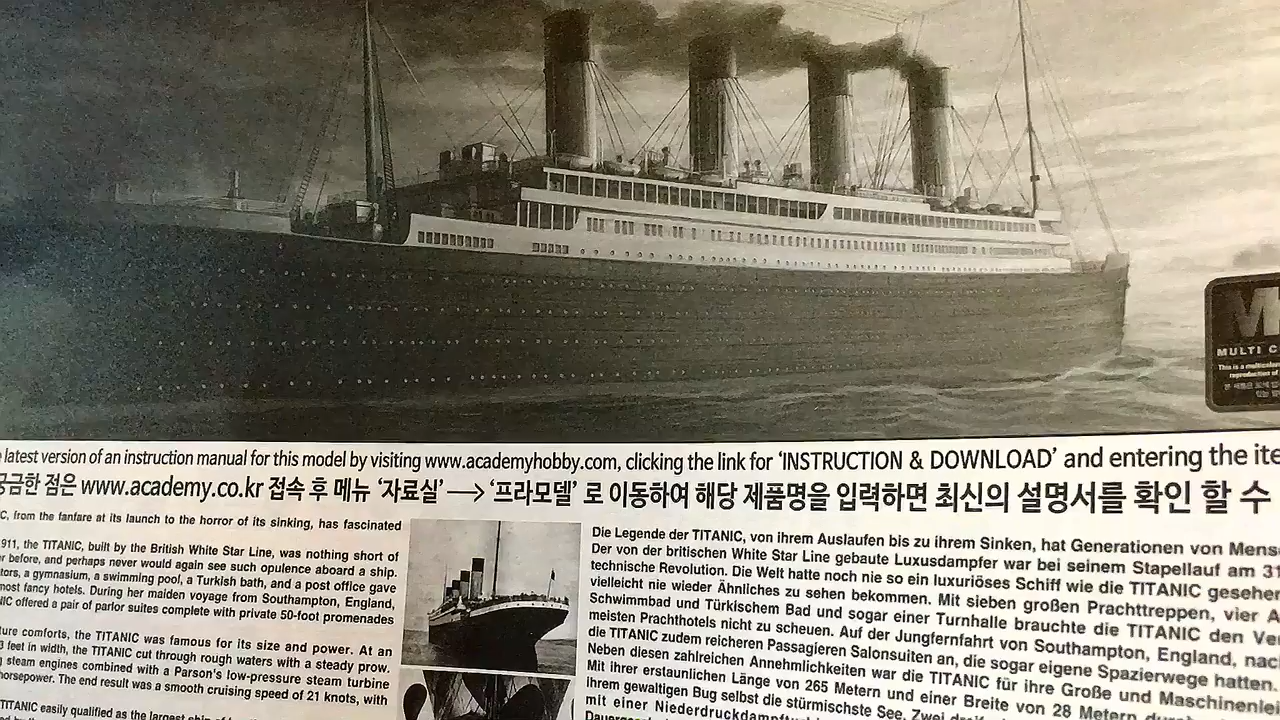 M
MULTI C
This is a multicolored
reproduction of
latest version of an instruction manual for this model by visiting www.academyhobby.com, clicking the link for ‘INSTRUCTION & DOWNLOAD’ and entering the ite
궁금한 점은 www.academy.co.kr 접속 후 메뉴 ‘자료실’—>‘프라모델’ 로 이동하여 해당 제품명을 입력하면 최신의 설명서를 확인 할 수
C, from the fanfare at its launch to the horror of its sinking, has fascinated
911, the TITANIC, built by the British White Star Line, was nothing short of
r before, and perhaps never would again see such opulence aboard a ship.
tors, a gymnasium, a swimming pool, a Turkish bath, and a post office gave
most fancy hotels. During her maiden voyage from Southampton, England,
NIC offered a pair of parlor suites complete with private 50-foot promenades
ture comforts, the TITANIC was famous for its size and power. At an
3 feet in width, the TITANIC cut through rough waters with a steady prow.
steam engines combined with a Parson's low-pressure steam turbine
horsepower. The end result was a smooth cruising speed of 21 knots, with
TITANIC easily qualified as the largest ship of
Die Legende der TITANIC, von ihrem Auslaufen bis zu ihrem Sinken, hat Generationen von Mens
Der von der britischen White Star Line gebaute Luxusdampfer war bei seinem Stapellauf am 31
technische Revolution. Die Welt hatte noch nie so ein luxuriöses Schiff wie die TITANIC gesehen
vielleicht nie wieder Ähnliches zu sehen bekommen. Mit sieben großen Prachttreppen, vier A
Schwimmbad und Türkischem Bad und sogar einer Turnhalle brauchte die TITANIC den Ver
meisten Prachthotels nicht zu scheuen. Auf der Jungfernfahrt von Southampton, England, nac
die TITANIC zudem reicheren Passagieren Salonsuiten an, die sogar eigene Spazierwege hatten.
Neben diesen zahlreichen Annehmlichkeiten war die TITANIC für ihre Große und Maschinenlei
Mit ihrer erstaunlichen Länge von 265 Metern und einer Breite von 28 Metern
ihrem gewaltigen Bug selbst die stürmischste See. Zwei
mit einer Niederdruckdampftu